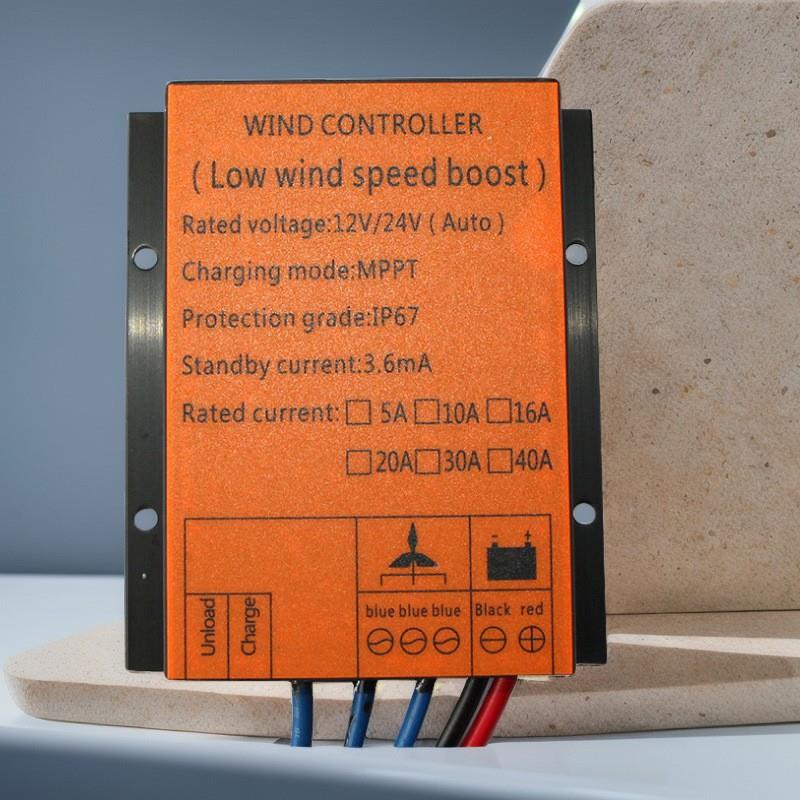 WIND CONTROLLER
( Low wind speed boost )
Rated voltage:12V/24V ( Auto )
Charging mode:MPPT
Protection grade:IP67
Standby current:3.6mA
Rated current: □ 5A □10A □16A
□20A□30A □40A
- +
blue blue blue Black red
Unload
Charge